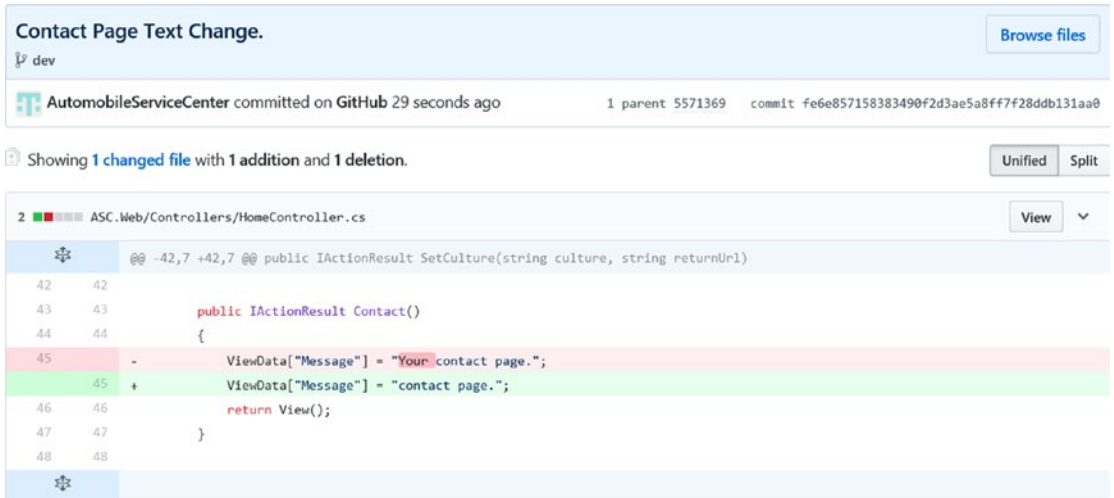 Contact Page Text Change.
Browse files
dev
AutomobileServiceCenter committed on GitHub 29 seconds ago 1 parent 5571369 commit fe6e857158383490f2d3ae5a8ff7f28ddb131aa0
Showing 1 changed file with 1 addition and 1 deletion. Unified Split
2 ASC.Web/Controllers/HomeController.cs View
@@ -42,7 +42,7 @@ public IActionResult SetCulture(string culture, string returnUrl)
42 42
43 43 public IActionResult Contact()
44 44 {
45 - ViewData["Message"] = "Your contact page.";
45 + ViewData["Message"] = "contact page.";
46 46 return View();
47 47 }
48 48